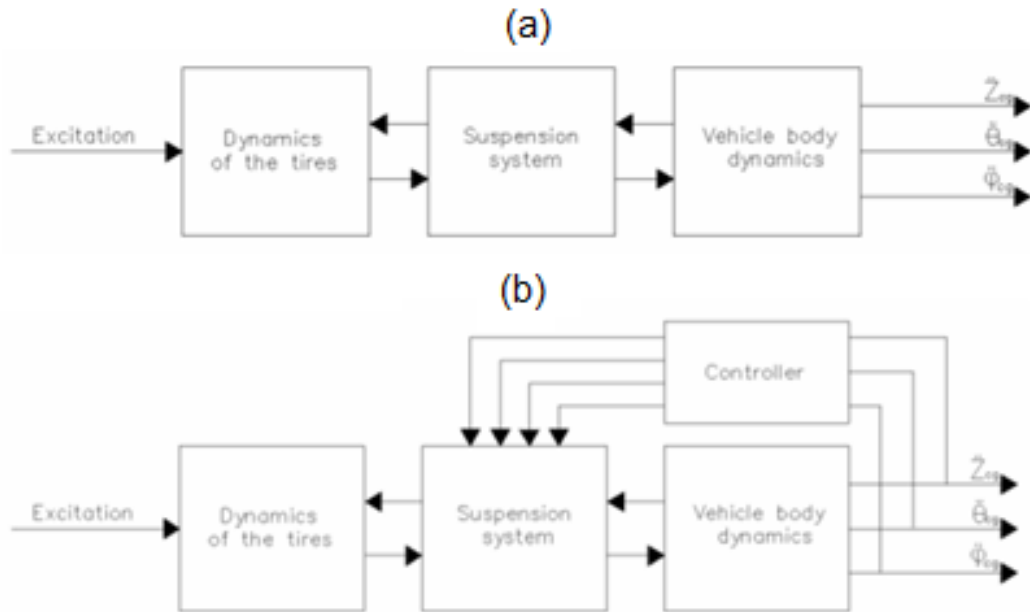 (a)
Excitation
Dynamics
of the tires
Suspension
system
Vehicle body
dynamics
Z̈cg
θ̈cg
φ̈cg
(b)
Controller
Excitation
Dynamics
of the tires
Suspension
system
Vehicle body
dynamics
Z̈cg
θ̈cg
φ̈cg